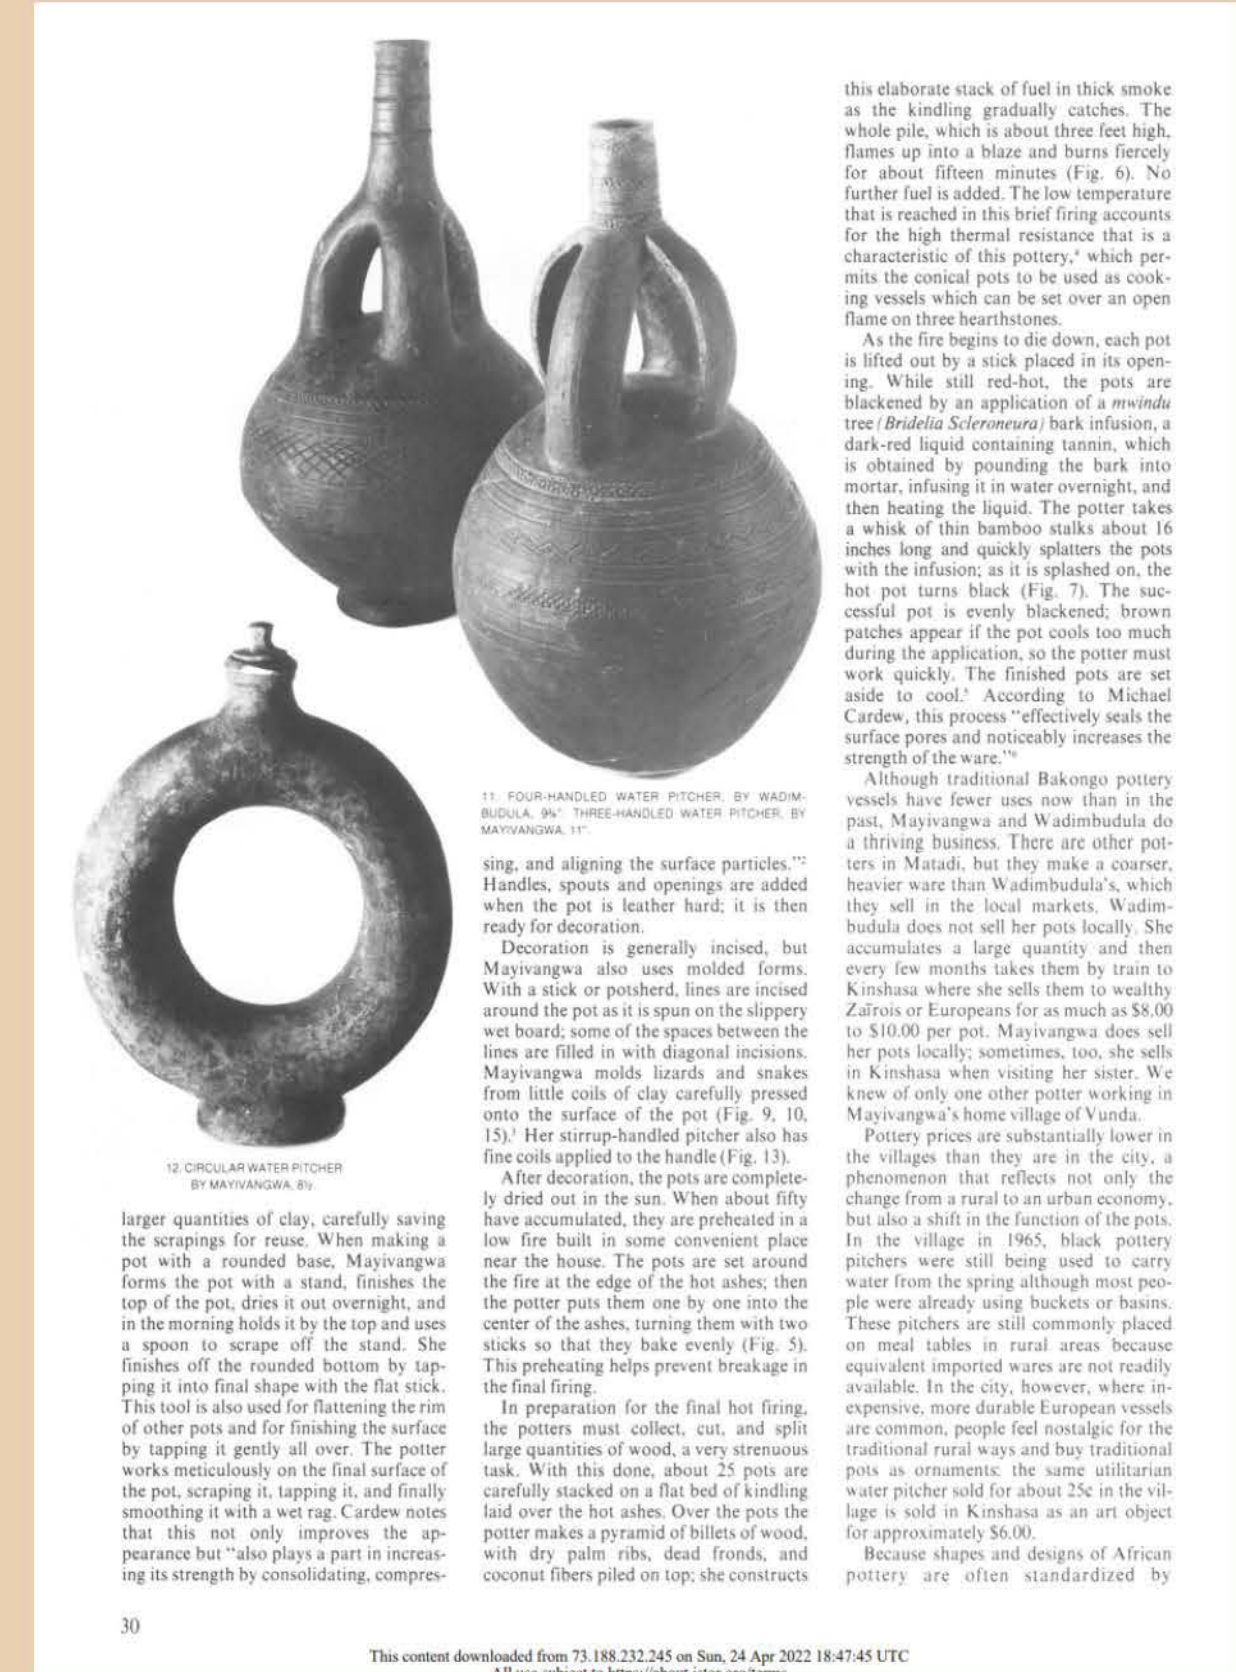 11. FOUR-HANDLED WATER PITCHER, BY WADIM-
BUDULA. 9⅝". THREE-HANDLED WATER PITCHER, BY
MAYIVANGWA, 11".
12. CIRCULAR WATER PITCHER
BY MAYIVANGWA. 8½
larger quantities of clay, carefully saving
the scrapings for reuse. When making a
pot with a rounded base, Mayivangwa
forms the pot with a stand, finishes the
top of the pot, dries it out overnight, and
in the morning holds it by the top and uses
a spoon to scrape off the stand. She
finishes off the rounded bottom by tap-
ping it into final shape with the flat stick.
This tool is also used for flattening the rim
of other pots and for finishing the surface
by tapping it gently all over. The potter
works meticulously on the final surface of
the pot, scraping it, tapping it, and finally
smoothing it with a wet rag. Cardew notes
that this not only improves the ap-
pearance but "also plays a part in increas-
ing its strength by consolidating, compres-
sing, and aligning the surface particles."²
Handles, spouts and openings are added
when the pot is leather hard; it is then
ready for decoration.
Decoration is generally incised, but
Mayivangwa also uses molded forms.
With a stick or potsherd, lines are incised
around the pot as it is spun on the slippery
wet board; some of the spaces between the
lines are filled in with diagonal incisions.
Mayivangwa molds lizards and snakes
from little coils of clay carefully pressed
onto the surface of the pot (Fig. 9, 10,
15).³ Her stirrup-handled pitcher also has
fine coils applied to the handle (Fig. 13).
After decoration, the pots are complete-
ly dried out in the sun. When about fifty
have accumulated, they are preheated in a
low fire built in some convenient place
near the house. The pots are set around
the fire at the edge of the hot ashes; then
the potter puts them one by one into the
center of the ashes, turning them with two
sticks so that they bake evenly (Fig. 5).
This preheating helps prevent breakage in
the final firing.
In preparation for the final hot firing,
the potters must collect, cut, and split
large quantities of wood, a very strenuous
task. With this done, about 25 pots are
carefully stacked on a flat bed of kindling
laid over the hot ashes. Over the pots the
potter makes a pyramid of billets of wood,
with dry palm ribs, dead fronds, and
coconut fibers piled on top; she constructs
this elaborate stack of fuel in thick smoke
as the kindling gradually catches. The
whole pile, which is about three feet high,
flames up into a blaze and burns fiercely
for about fifteen minutes (Fig. 6). No
further fuel is added. The low temperature
that is reached in this brief firing accounts
for the high thermal resistance that is a
characteristic of this pottery,⁴ which per-
mits the conical pots to be used as cook-
ing vessels which can be set over an open
flame on three hearthstones.
As the fire begins to die down, each pot
is lifted out by a stick placed in its open-
ing. While still red-hot, the pots are
blackened by an application of a mwindu
tree (Bridelia Scleroneura) bark infusion, a
dark-red liquid containing tannin, which
is obtained by pounding the bark into
mortar, infusing it in water overnight, and
then heating the liquid. The potter takes
a whisk of thin bamboo stalks about 16
inches long and quickly splatters the pots
with the infusion; as it is splashed on, the
hot pot turns black (Fig. 7). The suc-
cessful pot is evenly blackened; brown
patches appear if the pot cools too much
during the application, so the potter must
work quickly. The finished pots are set
aside to cool.⁵ According to Michael
Cardew, this process "effectively seals the
surface pores and noticeably increases the
strength of the ware."⁶
Although traditional Bakongo pottery
vessels have fewer uses now than in the
past, Mayivangwa and Wadimbudula do
a thriving business. There are other pot-
ters in Matadi, but they make a coarser,
heavier ware than Wadimbudula's, which
they sell in the local markets. Wadim-
budula does not sell her pots locally. She
accumulates a large quantity and then
every few months takes them by train to
Kinshasa where she sells them to wealthy
Zaïrois or Europeans for as much as $8.00
to $10.00 per pot. Mayivangwa does sell
her pots locally; sometimes, too, she sells
in Kinshasa when visiting her sister. We
knew of only one other potter working in
Mayivangwa's home village of Vunda.
Pottery prices are substantially lower in
the villages than they are in the city, a
phenomenon that reflects not only the
change from a rural to an urban economy,
but also a shift in the function of the pots.
In the village in 1965, black pottery
pitchers were still being used to carry
water from the spring although most peo-
ple were already using buckets or basins.
These pitchers are still commonly placed
on meal tables in rural areas because
equivalent imported wares are not readily
available. In the city, however, where in-
expensive, more durable European vessels
are common, people feel nostalgic for the
traditional rural ways and buy traditional
pots as ornaments: the same utilitarian
water pitcher sold for about 25c in the vil-
lage is sold in Kinshasa as an art object
for approximately $6.00.
Because shapes and designs of African
pottery are often standardized by
30
This content downloaded from 73.188.232.245 on Sun, 24 Apr 2022 18:47:45 UTC